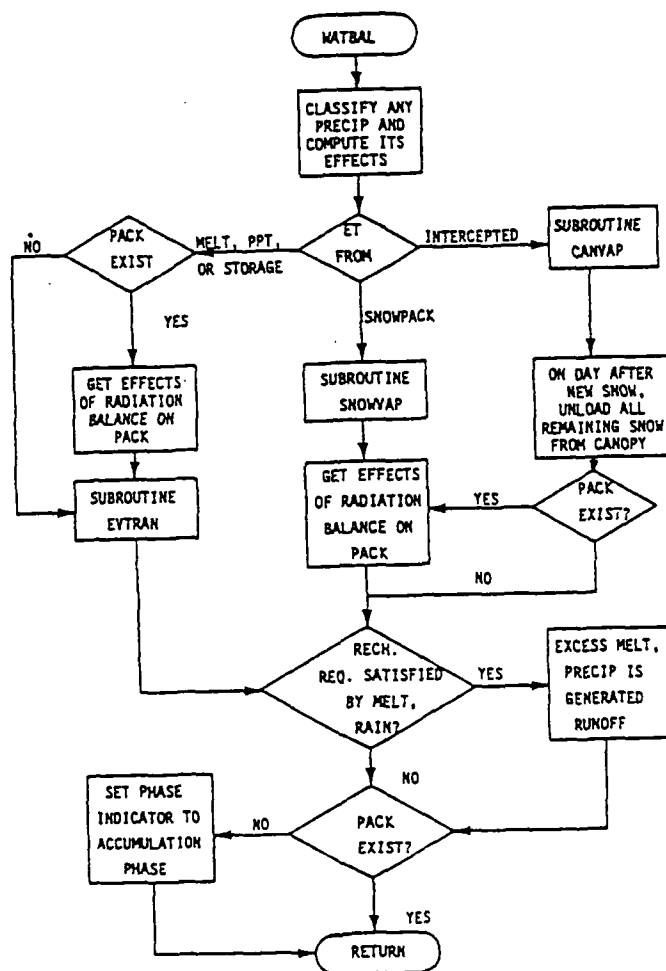 WATBAL
CLASSIFY ANY
PRECIP AND
COMPUTE ITS
EFFECTS
NO
PACK
EXIST
MELT, PPT,
OR STORAGE
ET
FROM
INTERCEPTED
SUBROUTINE
CANVAP
YES
SNOWPACK
GET EFFECTS
OF RADIATION
BALANCE ON
PACK
SUBROUTINE
SNOWVAP
ON DAY AFTER
NEW SNOW,
UNLOAD ALL
REMAINING SNOW
FROM CANOPY
SUBROUTINE
EVTRAN
GET EFFECTS
OF RADIATION
BALANCE ON
PACK
YES
PACK
EXIST?
NO
RECH.
REQ. SATISFIED
BY MELT,
RAIN?
YES
EXCESS MELT,
PRECIP IS
GENERATED
RUNOFF
NO
SET PHASE
INDICATOR TO
ACCUMULATION
PHASE
NO
PACK
EXIST?
YES
RETURN